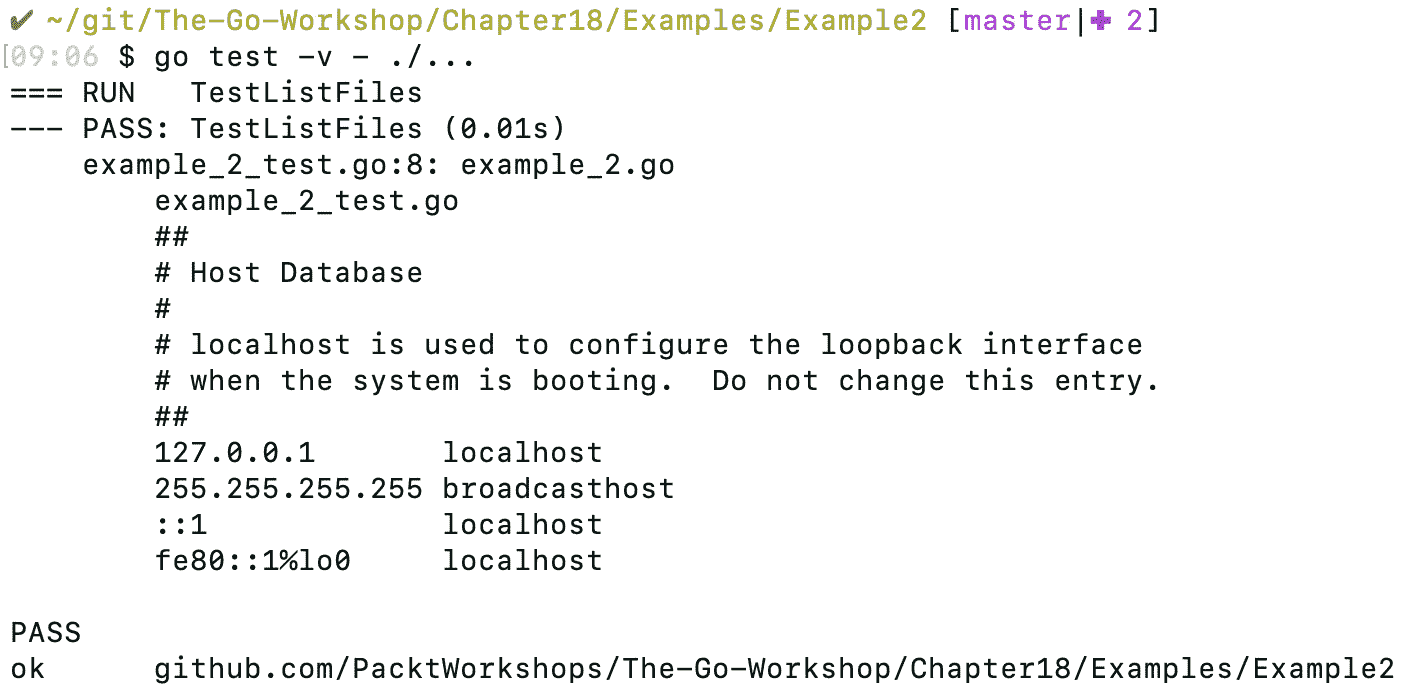 ✔ ~/git/The-Go-Workshop/Chapter18/Examples/Example2 [master|✚ 2]
[09:06 $ go test -v - ./...
=== RUN   TestListFiles
--- PASS: TestListFiles (0.01s)
    example_2_test.go:8: example_2.go
        example_2_test.go
        ##
        # Host Database
        #
        # localhost is used to configure the loopback interface
        # when the system is booting.  Do not change this entry.
        ##
        127.0.0.1       localhost
        255.255.255.255 broadcasthost
        ::1             localhost
        fe80::1%lo0     localhost

PASS
ok      github.com/PacktWorkshops/The-Go-Workshop/Chapter18/Examples/Example2